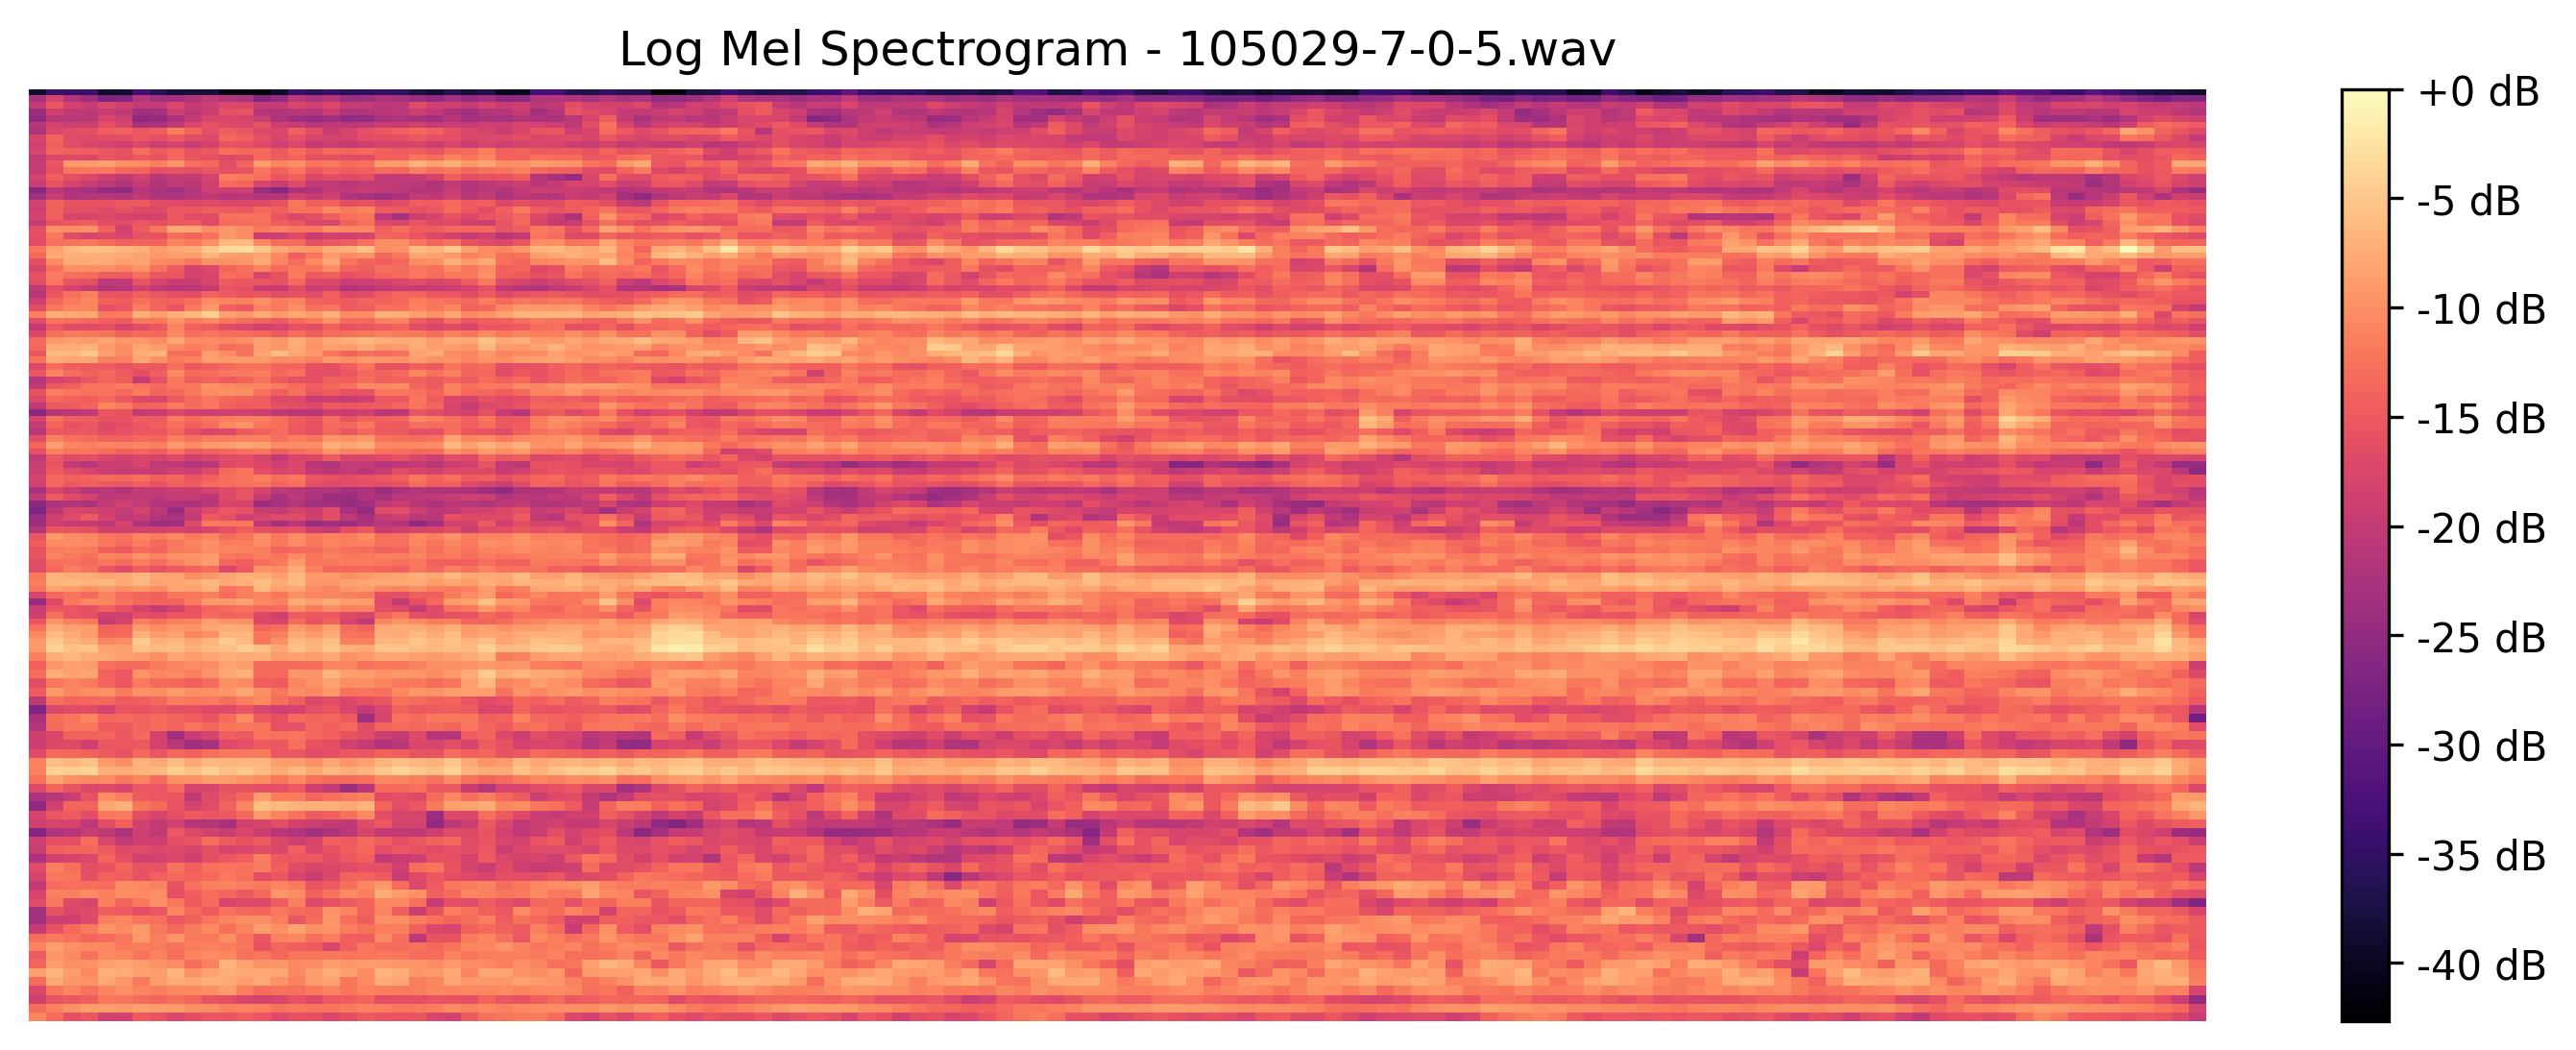 Log Mel Spectrogram - 105029-7-0-5.wav
+0 dB
-5 dB
-10 dB
-15 dB
-20 dB
-25 dB
-30 dB
-35 dB
-40 dB